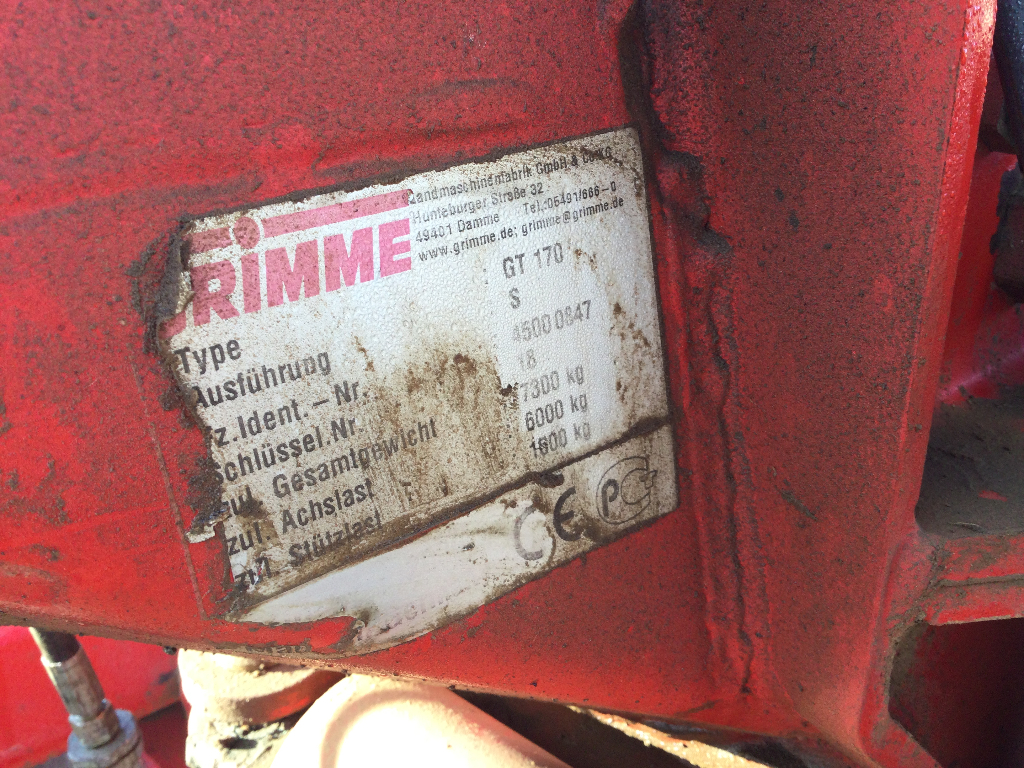 GRIMME
Landmaschinenfabrik GmbH & Co.KG
Hunteburger Straße 32
49401 Damme Tel.:05491/666-0
www.grimme.de; grimme@grimme.de
Type : GT 170
Ausführung S
z.Ident.-Nr. 4500 0847
Schlüssel.Nr 18
zul. Gesamtgewicht 7300 kg
zul. Achslast 6000 kg
zul. Stützlast 1800 kg
CE PG